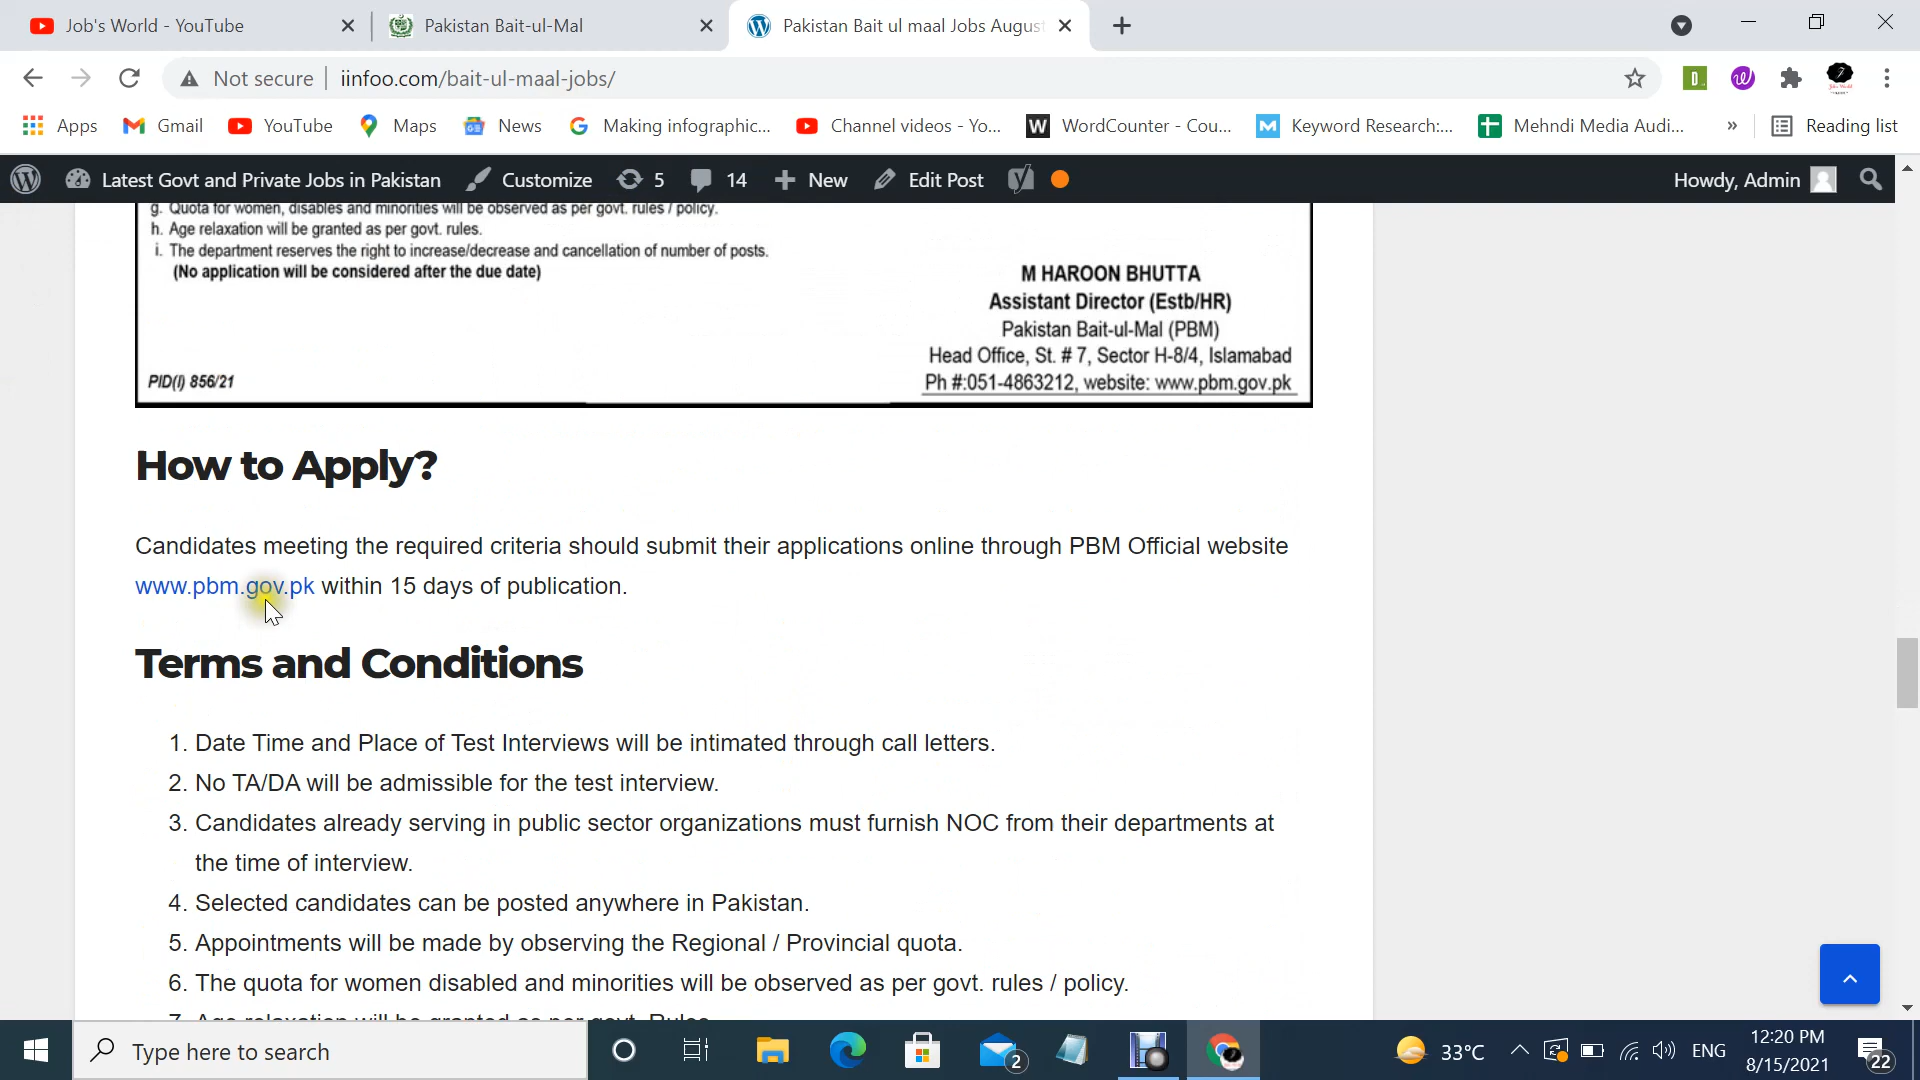 Job's World - YouTube
Pakistan Bait-ul-Mal
Pakistan Bait ul maal Jobs Augus
Not secure
iinfoo.com/bait-ul-maal-jobs/
Apps
Gmail
YouTube
Maps
News
Making infographic...
Channel videos - Yo...
WordCounter - Cou...
Keyword Research:...
Mehndi Media Audi...
»
Reading list
Latest Govt and Private Jobs in Pakistan
Customize
5
14
New
Edit Post
Howdy, Admin
g. Quota for women, disables and minorities will be observed as per govt. rules / policy.
h. Age relaxation will be granted as per govt. rules.
i. The department reserves the right to increase/decrease and cancellation of number of posts.
(No application will be considered after the due date)
M HAROON BHUTTA
Assistant Director (Estb/HR)
Pakistan Bait-ul-Mal (PBM)
Head Office, St. # 7, Sector H-8/4, Islamabad
PID(I) 856/21
Ph #:051-4863212, website: www.pbm.gov.pk
How to Apply?
Candidates meeting the required criteria should submit their applications online through PBM Official website
www.pbm.gov.pk within 15 days of publication.
Terms and Conditions
1. Date Time and Place of Test Interviews will be intimated through call letters.
2. No TA/DA will be admissible for the test interview.
3. Candidates already serving in public sector organizations must furnish NOC from their departments at
the time of interview.
4. Selected candidates can be posted anywhere in Pakistan.
5. Appointments will be made by observing the Regional / Provincial quota.
6. The quota for women disabled and minorities will be observed as per govt. rules / policy.
7. Age relaxation will be granted as per govt. Rules
Type here to search
2
33°C
ENG
12:20 PM
8/15/2021
22